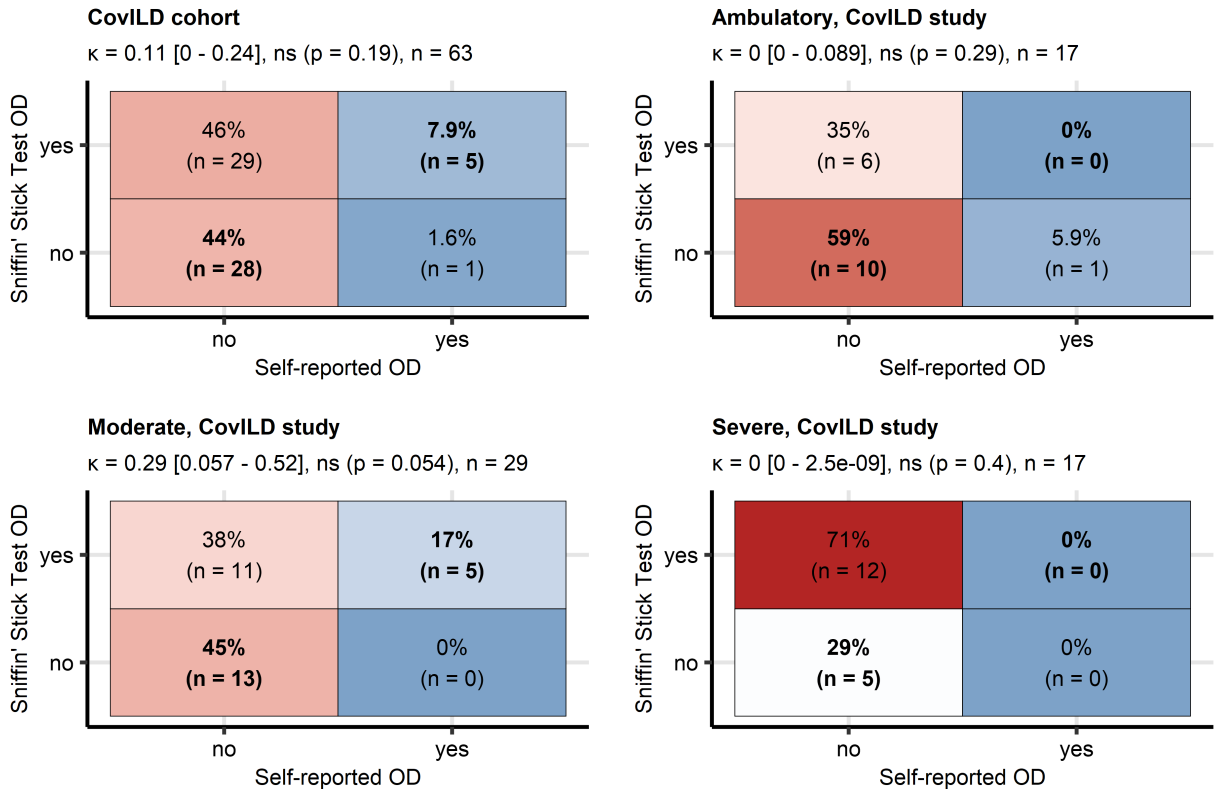 CovILD cohort
κ = 0.11 [0 - 0.24], ns (p = 0.19), n = 63
Sniffin' Stick Test OD
yes
46%
(n = 29)
7.9%
(n = 5)
no
44%
(n = 28)
1.6%
(n = 1)
no
yes
Self-reported OD
Ambulatory, CovILD study
κ = 0 [0 - 0.089], ns (p = 0.29), n = 17
Sniffin' Stick Test OD
yes
35%
(n = 6)
0%
(n = 0)
no
59%
(n = 10)
5.9%
(n = 1)
no
yes
Self-reported OD
Moderate, CovILD study
κ = 0.29 [0.057 - 0.52], ns (p = 0.054), n = 29
Sniffin' Stick Test OD
yes
38%
(n = 11)
17%
(n = 5)
no
45%
(n = 13)
0%
(n = 0)
no
yes
Self-reported OD
Severe, CovILD study
κ = 0 [0 - 2.5e-09], ns (p = 0.4), n = 17
Sniffin' Stick Test OD
yes
71%
(n = 12)
0%
(n = 0)
no
29%
(n = 5)
0%
(n = 0)
no
yes
Self-reported OD